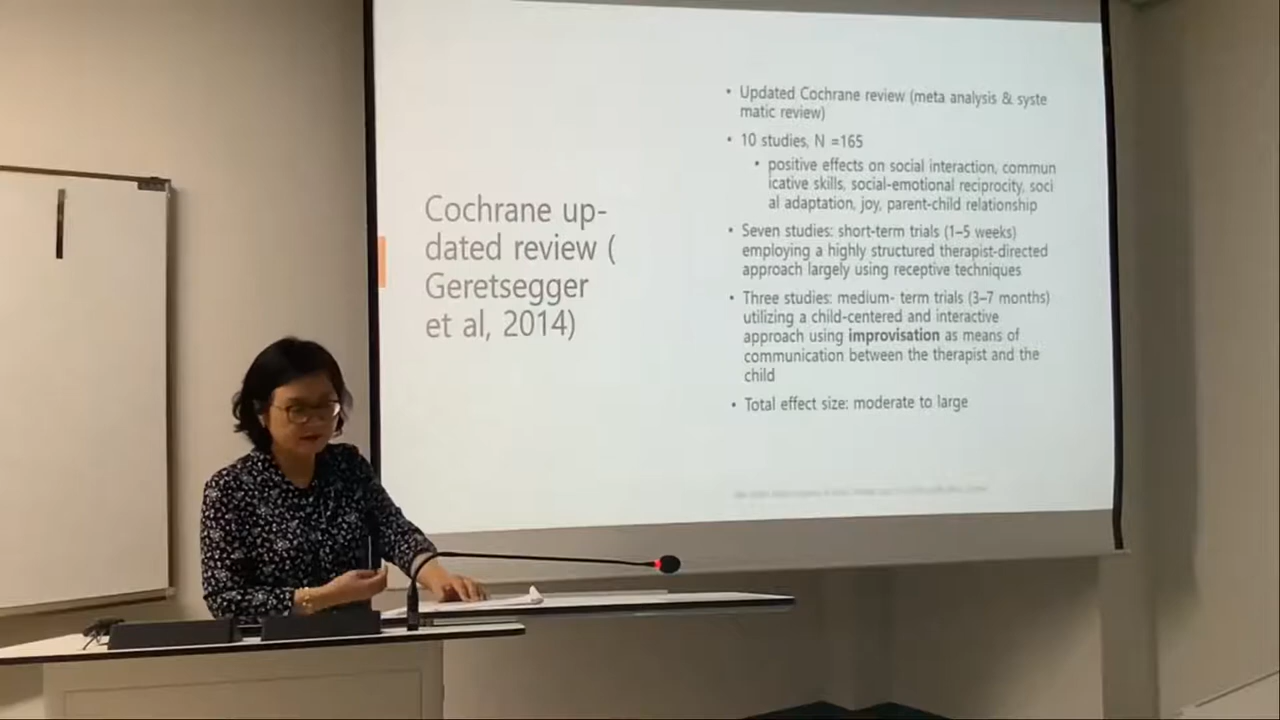 Cochrane up-
dated review (
Geretsegger
et al, 2014)
• Updated Cochrane review (meta analysis & syste
matic review)
• 10 studies, N =165
• positive effects on social interaction, commun
icative skills, social-emotional reciprocity, soci
al adaptation, joy, parent-child relationship
• Seven studies: short-term trials (1–5 weeks)
employing a highly structured therapist-directed
approach largely using receptive techniques
• Three studies: medium- term trials (3–7 months)
utilizing a child-centered and interactive
approach using improvisation as means of
communication between the therapist and the
child
• Total effect size: moderate to large